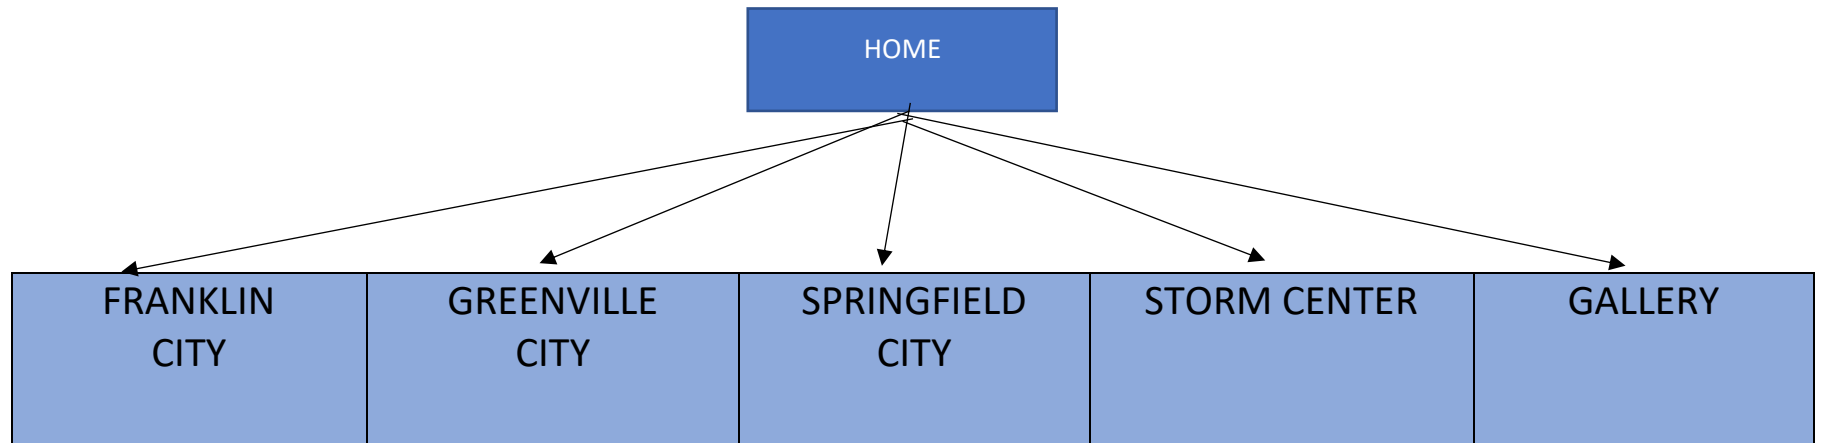 HOME
FRANKLIN
CITY
GREENVILLE
CITY
SPRINGFIELD
CITY
STORM CENTER
GALLERY